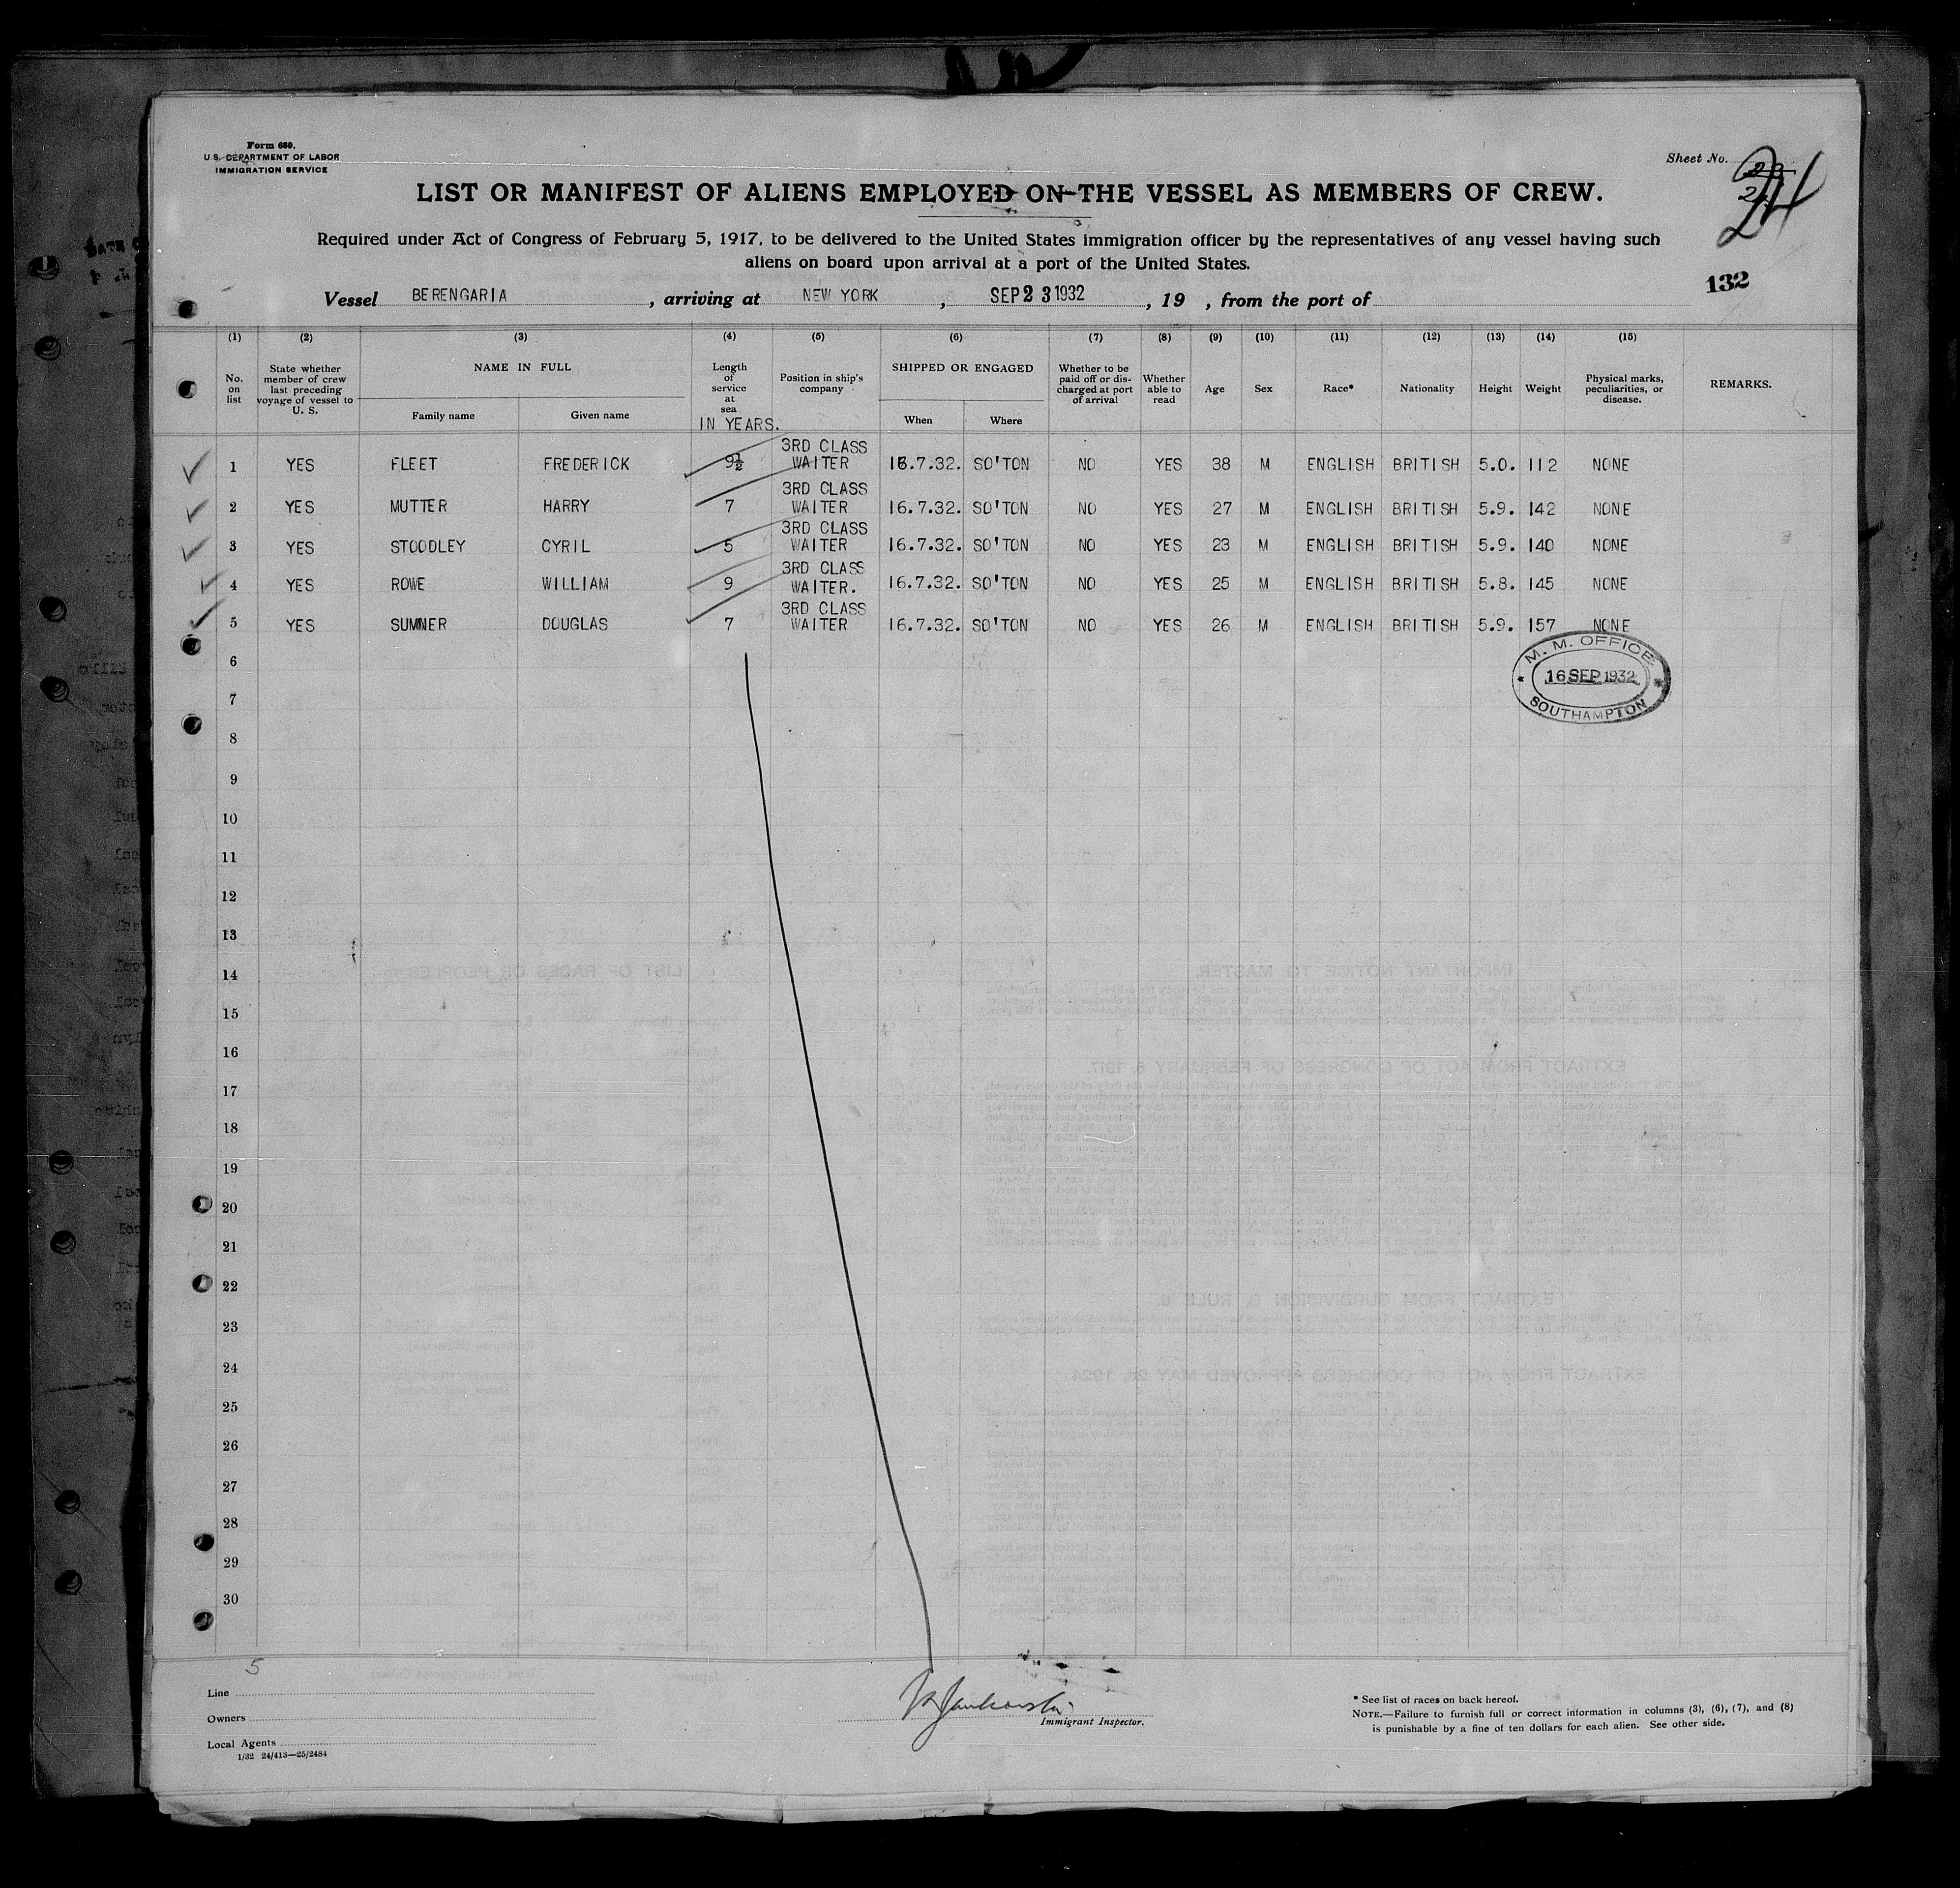 Form 680.
U.S. DEPARTMENT OF LABOR
IMMIGRATION SERVICE
Sheet No.
24
LIST OR MANIFEST OF ALIENS EMPLOYED ON THE VESSEL AS MEMBERS OF CREW.
Required under Act of Congress of February 5, 1917, to be delivered to the United States immigration officer by the representatives of any vessel having such
aliens on board upon arrival at a port of the United States.
132
Vessel BERENGARIA, arriving at NEW YORK, SEP 23 1932, 19 , from the port of
(1) (2) (3) (4) (5) (6) (7) (8) (9) (10) (11) (12) (13) (14) (15)
No. on list
State whether member of crew last preceding voyage of vessel to U. S.
NAME IN FULL
Family name
Given name
Length of service at sea
IN YEARS.
Position in ship's company
SHIPPED OR ENGAGED
When
Where
Whether to be paid off or discharged at port of arrival
Whether able to read
Age
Sex
Race*
Nationality
Height
Weight
Physical marks, peculiarities, or disease.
REMARKS.
1 YES FLEET FREDERICK 9½ 3RD CLASS WAITER 16.7.32. SO'TON NO YES 38 M ENGLISH BRITISH 5.0. 112 NONE
2 YES MUTTER HARRY 7 3RD CLASS WAITER 16.7.32. SO'TON NO YES 27 M ENGLISH BRITISH 5.9. 142 NONE
3 YES STOODLEY CYRIL 5 3RD CLASS WAITER 16.7.32. SO'TON NO YES 23 M ENGLISH BRITISH 5.9. 140 NONE
4 YES ROWE WILLIAM 9 3RD CLASS WAITER. 16.7.32. SO'TON NO YES 25 M ENGLISH BRITISH 5.8. 145 NONE
5 YES SUMNER DOUGLAS 7 3RD CLASS WAITER 16.7.32. SO'TON NO YES 26 M ENGLISH BRITISH 5.9. 157 NONE
M. M. OFFICE
16 SEP 1932
SOUTHAMPTON
6
7
8
9
10
11
12
13
14
15
16
17
18
19
20
21
22
23
24
25
26
27
28
29
30
5
Line
Owners
Local Agents
1/32 24/413—25/2484
Immigrant Inspector.
* See list of races on back hereof.
NOTE.—Failure to furnish full or correct information in columns (3), (6), (7), and (8)
is punishable by a fine of ten dollars for each alien. See other side.